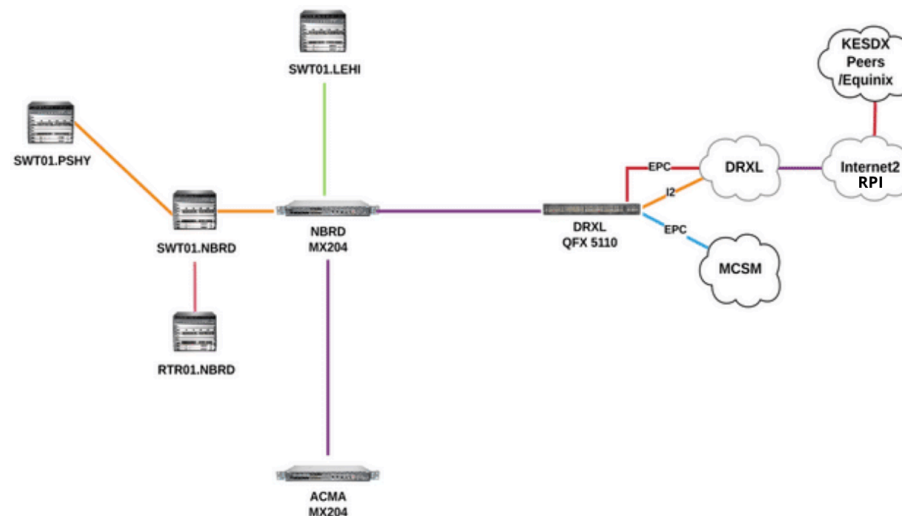 SWT01.LEHI
KESDX
Peers
/Equinix
SWT01.PSHY
EPC
DRXL
Internet2
RPI
I2
SWT01.NBRD
NBRD
MX204
DRXL
QFX 5110
EPC
MCSM
RTR01.NBRD
ACMA
MX204